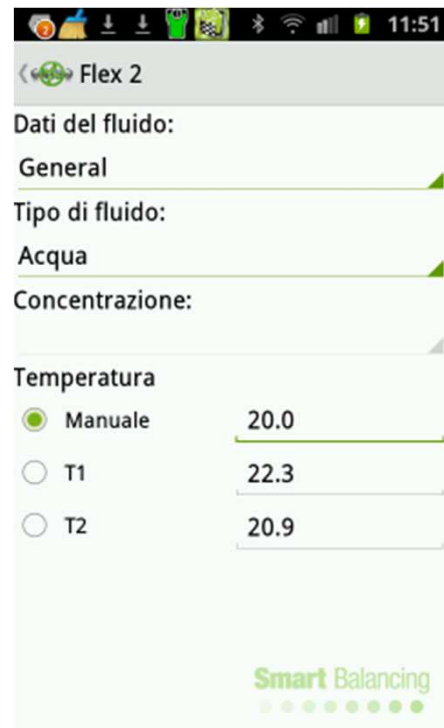 11:51
Flex 2
Dati del fluido:
General
Tipo di fluido:
Acqua
Concentrazione:
Temperatura
Manuale 20.0
T1 22.3
T2 20.9
Smart Balancing